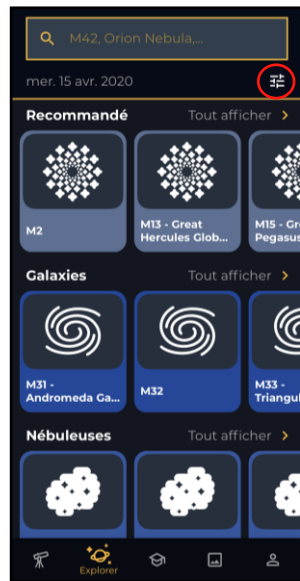 M42, Orion Nebula,...
mer. 15 avr. 2020
Recommandé Tout afficher >
M2
M13 - Great
Hercules Glob...
M15 - Gre
Pegasus
Galaxies Tout afficher >
M31 -
Andromeda Ga...
M32
M33 -
Triangul
Nébuleuses Tout afficher >
Explorer